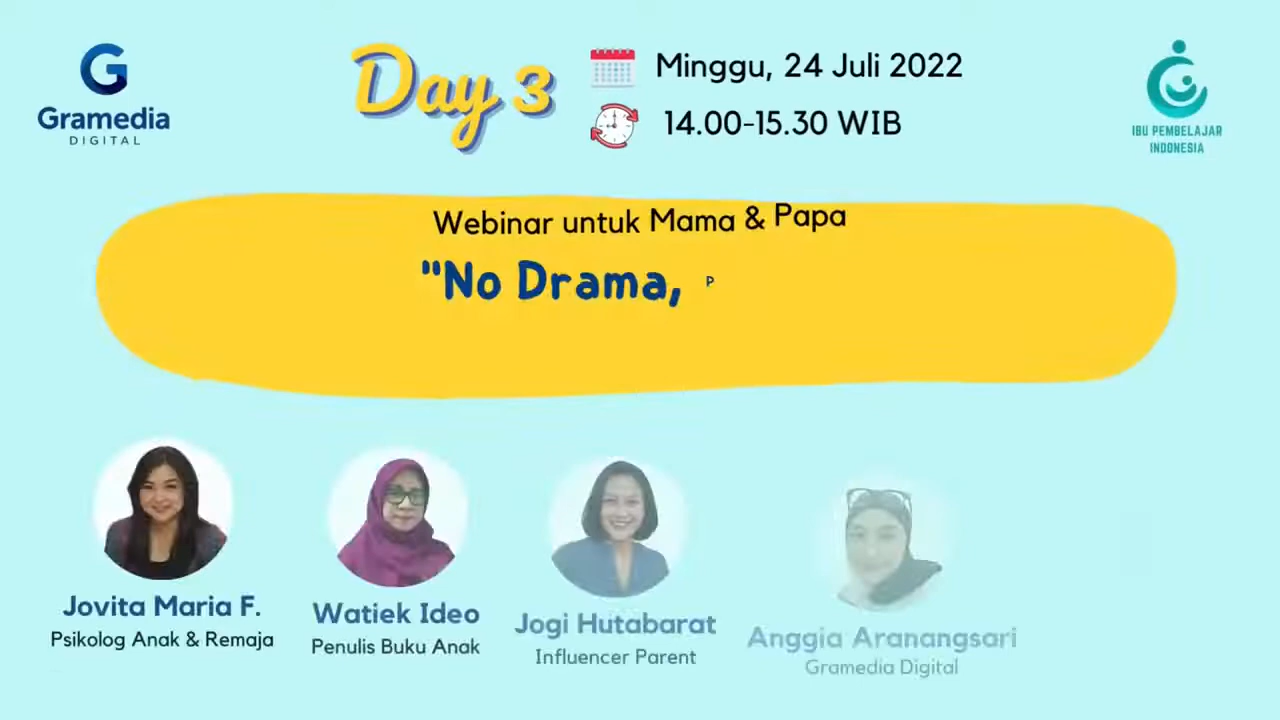 Gramedia
DIGITAL
Day 3
Minggu, 24 Juli 2022
14.00-15.30 WIB
IBU PEMBELAJAR
INDONESIA
Webinar untuk Mama & Papa
"No Drama, P
Jovita Maria F.
Psikolog Anak & Remaja
Watiek Ideo
Penulis Buku Anak
Jogi Hutabarat
Influencer Parent
Anggia Aranangsari
Gramedia Digital